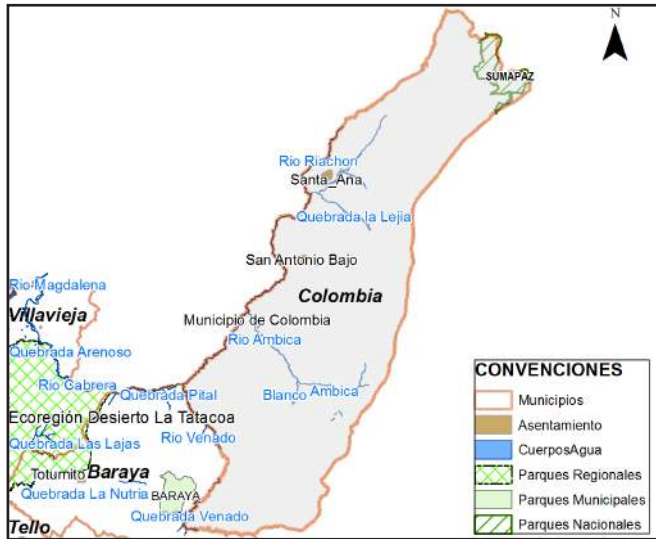 N
SUMAPAZ
Rio Riachon
Santa_Ana
Quebrada la Lejia
San Antonio Bajo
Rio Magdalena
Colombia
Villavieja
Municipio de Colombia
Rio Ambica
Quebrada Arenoso
Rio Cabrera
Quebrada Pital
Blanco
Ambica
Ecoregión Desierto La Tatacoa
Rio Venado
Quebrada Las Lajas
Totumito
Baraya
Quebrada La Nutria
BARAYA
Quebrada Venado
Tello
CONVENCIONES
Municipios
Asentamiento
CuerposAgua
Parques Regionales
Parques Municipales
Parques Nacionales